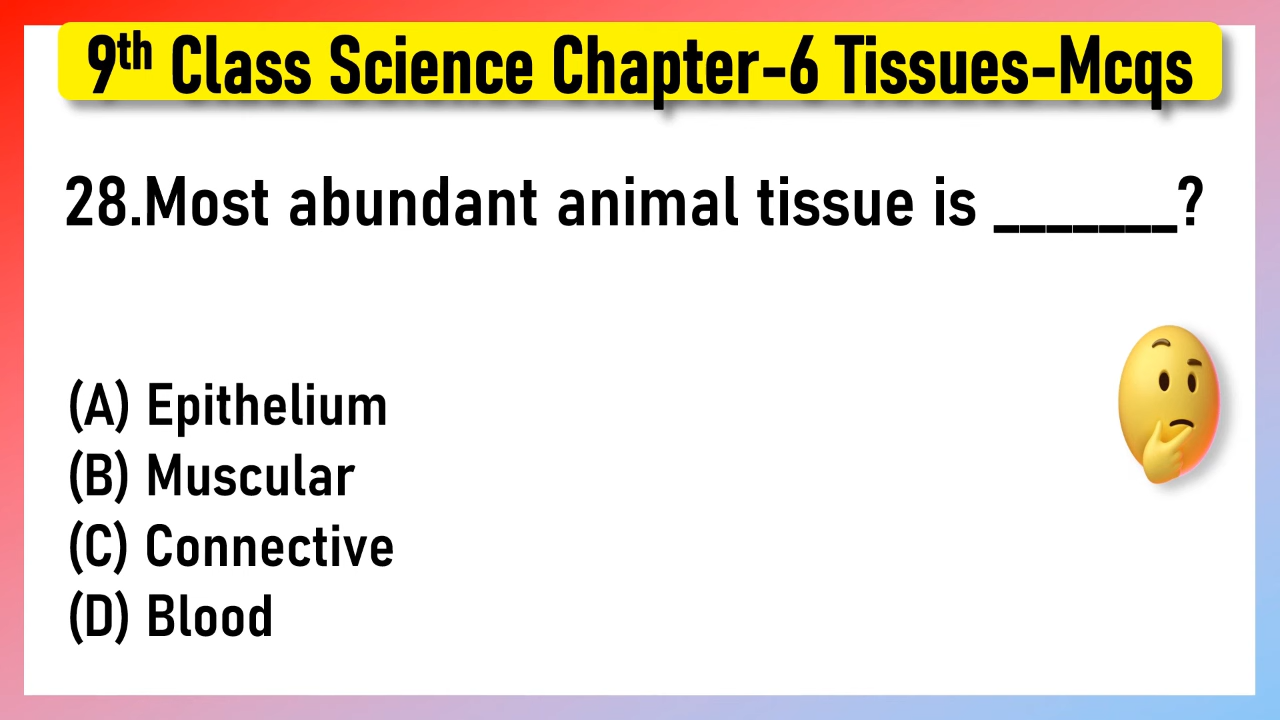 9th Class Science Chapter-6 Tissues-Mcqs
28.Most abundant animal tissue is _______?
(A) Epithelium
(B) Muscular
(C) Connective
(D) Blood